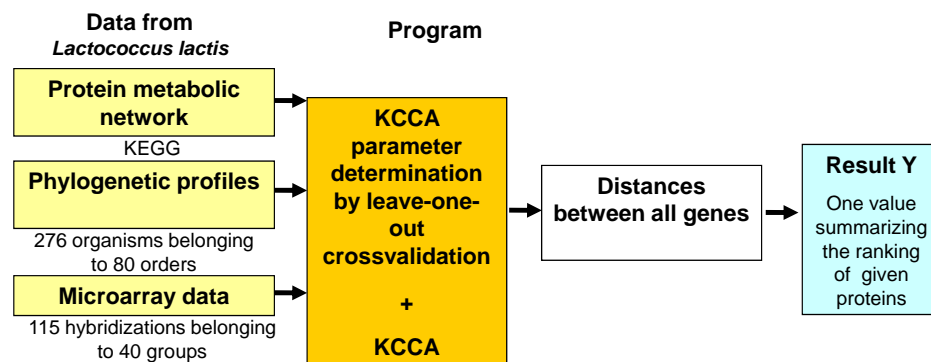 Data from
Lactococcus lactis
Program
Protein metabolic
network
KEGG
Phylogenetic profiles
276 organisms belonging
to 80 orders
Microarray data
115 hybridizations belonging
to 40 groups
KCCA
parameter
determination
by leave-one-
out
crossvalidation
+
KCCA
Distances
between all genes
Result Y
One value
summarizing
the ranking
of given
proteins